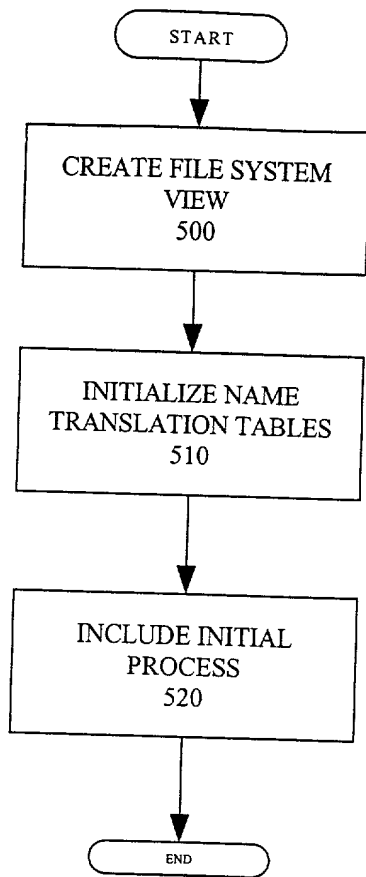 START
CREATE FILE SYSTEM
VIEW
500
INITIALIZE NAME
TRANSLATION TABLES
510
INCLUDE INITIAL
PROCESS
520
END